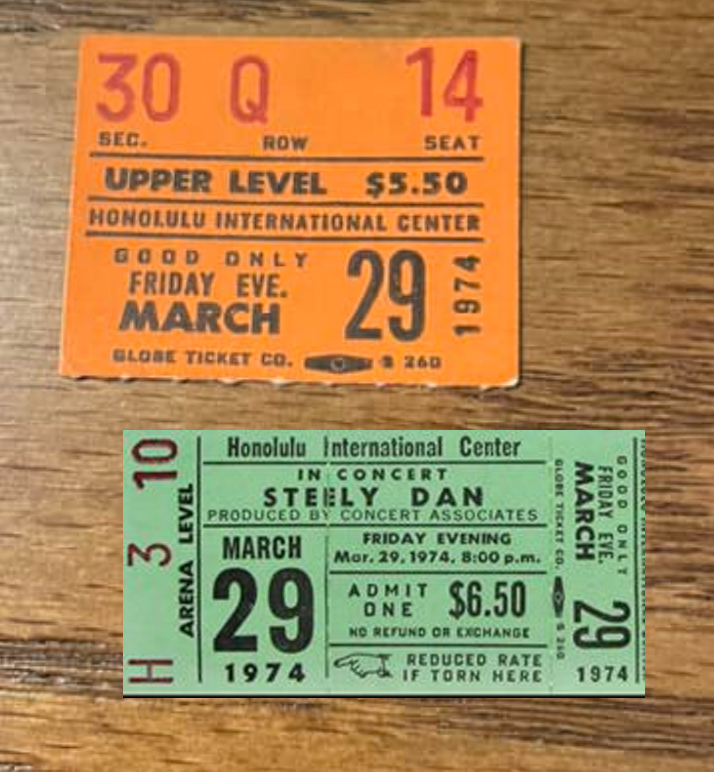 30 Q 14
SEC. ROW SEAT
UPPER LEVEL $5.50
HONOLULU INTERNATIONAL CENTER
GOOD ONLY
FRIDAY EVE.
MARCH 29 1974
GLOBE TICKET CO. S 260
H 3 10
ARENA LEVEL
Honolulu International Center
IN CONCERT
STEELY DAN
PRODUCED BY CONCERT ASSOCIATES
MARCH
29
1974
FRIDAY EVENING
Mar. 29, 1974, 8:00 p.m.
ADMIT
ONE $6.50
NO REFUND OR EXCHANGE
REDUCED RATE
IF TORN HERE
GLOBE TICKET CO. S 260
GOOD ONLY
FRIDAY EVE.
MARCH
29
1974